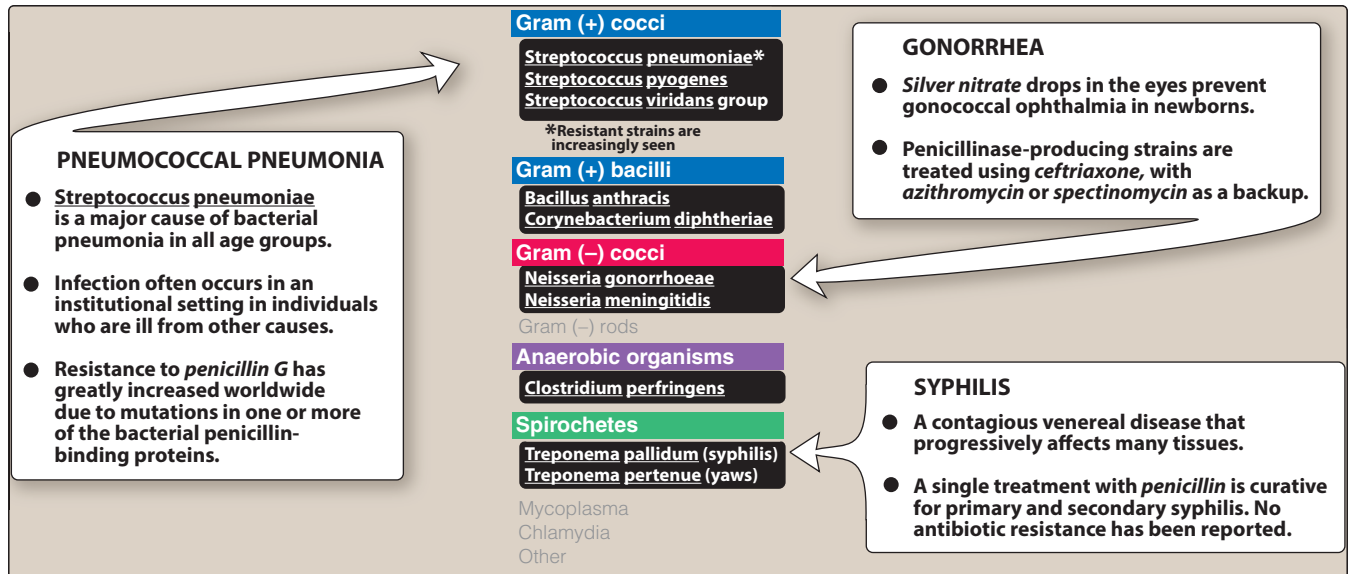 PNEUMOCOCCAL PNEUMONIA
● Streptococcus pneumoniae
is a major cause of bacterial
pneumonia in all age groups.
● Infection often occurs in an
institutional setting in individuals
who are ill from other causes.
● Resistance to penicillin G has
greatly increased worldwide
due to mutations in one or more
of the bacterial penicillin-
binding proteins.
Gram (+) cocci
Streptococcus pneumoniae*
Streptococcus pyogenes
Streptococcus viridans group
*Resistant strains are
increasingly seen
Gram (+) bacilli
Bacillus anthracis
Corynebacterium diphtheriae
Gram (–) cocci
Neisseria gonorrhoeae
Neisseria meningitidis
Gram (–) rods
Anaerobic organisms
Clostridium perfringens
Spirochetes
Treponema pallidum (syphilis)
Treponema pertenue (yaws)
Mycoplasma
Chlamydia
Other
GONORRHEA
● Silver nitrate drops in the eyes prevent
gonococcal ophthalmia in newborns.
● Penicillinase-producing strains are
treated using ceftriaxone, with
azithromycin or spectinomycin as a backup.
SYPHILIS
● A contagious venereal disease that
progressively affects many tissues.
● A single treatment with penicillin is curative
for primary and secondary syphilis. No
antibiotic resistance has been reported.